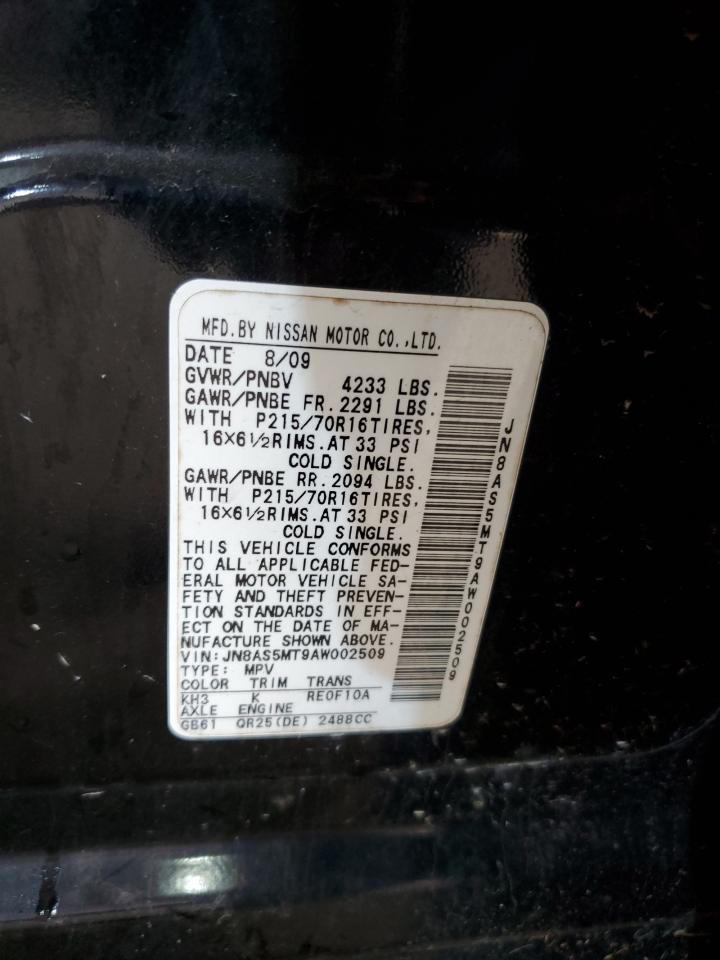 MFD.BY NISSAN MOTOR CO.,LTD.
DATE 8/09
GVWR/PNBV 4233 LBS.
GAWR/PNBE FR. 2291 LBS.
WITH P215/70R16TIRES,
16×6½RIMS.AT 33 PSI
COLD SINGLE.
GAWR/PNBE RR. 2094 LBS.
WITH P215/70R16TIRES,
16×6½RIMS.AT 33 PSI
COLD SINGLE.
THIS VEHICLE CONFORMS
TO ALL APPLICABLE FED-
ERAL MOTOR VEHICLE SA-
FETY AND THEFT PREVEN-
TION STANDARDS IN EFF-
ECT ON THE DATE OF MA-
NUFACTURE SHOWN ABOVE.
VIN: JN8AS5MT9AW002509
TYPE: MPV
COLOR TRIM TRANS
KH3 K RE0F10A
AXLE ENGINE
GB61 QR25(DE) 2488CC
JN8AS5MT9AW002509